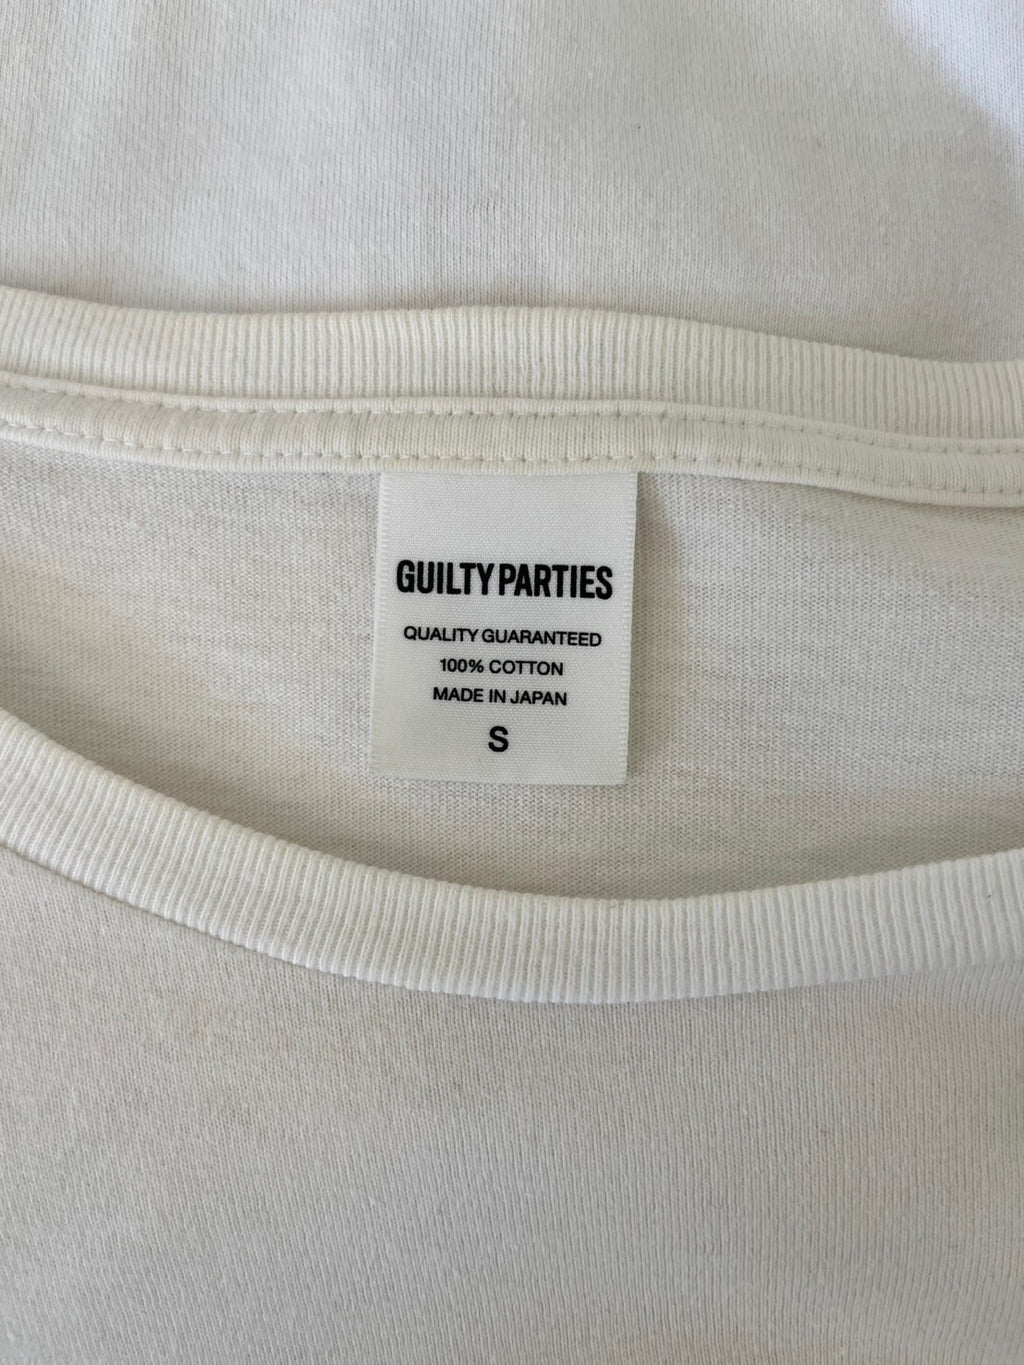 GUILTY PARTIES
QUALITY GUARANTEED
100% COTTON
MADE IN JAPAN
S